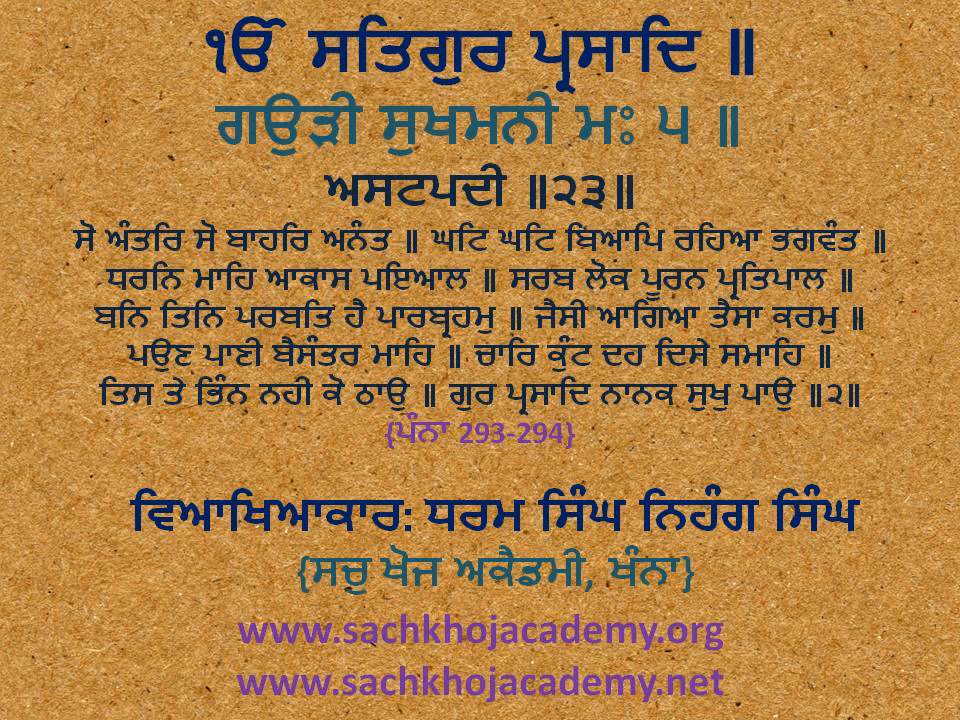 ੴ ਸਤਿਗੁਰ ਪ੍ਰਸਾਦਿ ॥
ਗਉੜੀ ਸੁਖਮਨੀ ਮਃ ੫ ॥
ਅਸਟਪਦੀ ॥੨੩॥
ਸੋ ਅੰਤਰਿ ਸੋ ਬਾਹਰਿ ਅਨੰਤ ॥ ਘਟਿ ਘਟਿ ਬਿਆਪਿ ਰਹਿਆ ਭਗਵੰਤ ॥
ਧਰਨਿ ਮਾਹਿ ਆਕਾਸ ਪਇਆਲ ॥ ਸਰਬ ਲੋਕ ਪੂਰਨ ਪ੍ਰਤਿਪਾਲ ॥
ਬਨਿ ਤਿਨਿ ਪਰਬਤਿ ਹੈ ਪਾਰਬ੍ਰਹਮੁ ॥ ਜੈਸੀ ਆਗਿਆ ਤੈਸਾ ਕਰਮੁ ॥
ਪਉਣ ਪਾਣੀ ਬੈਸੰਤਰ ਮਾਹਿ ॥ ਚਾਰਿ ਕੁੰਟ ਦਹ ਦਿਸੇ ਸਮਾਹਿ ॥
ਤਿਸ ਤੇ ਭਿੰਨ ਨਹੀ ਕੋ ਠਾਉ ॥ ਗੁਰ ਪ੍ਰਸਾਦਿ ਨਾਨਕ ਸੁਖੁ ਪਾਉ ॥੨॥
{ਪੰਨਾ 293-294}
ਵਿਆਖਿਆਕਾਰ: ਧਰਮ ਸਿੰਘ ਨਿਹੰਗ ਸਿੰਘ
{ਸਚੁ ਖੋਜ ਅਕੈਡਮੀ, ਖੰਨਾ}
www.sachkhojacademy.org
www.sachkhojacademy.net